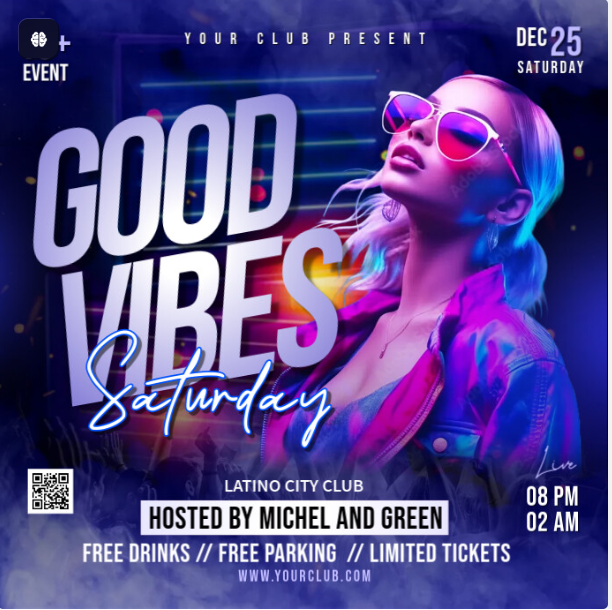 YOUR CLUB PRESENT
+
EVENT
DEC 25
SATURDAY
GOOD
VIBES
Saturday
Live
08 PM
02 AM
LATINO CITY CLUB
HOSTED BY MICHEL AND GREEN
FREE DRINKS // FREE PARKING // LIMITED TICKETS
WWW.YOURCLUB.COM